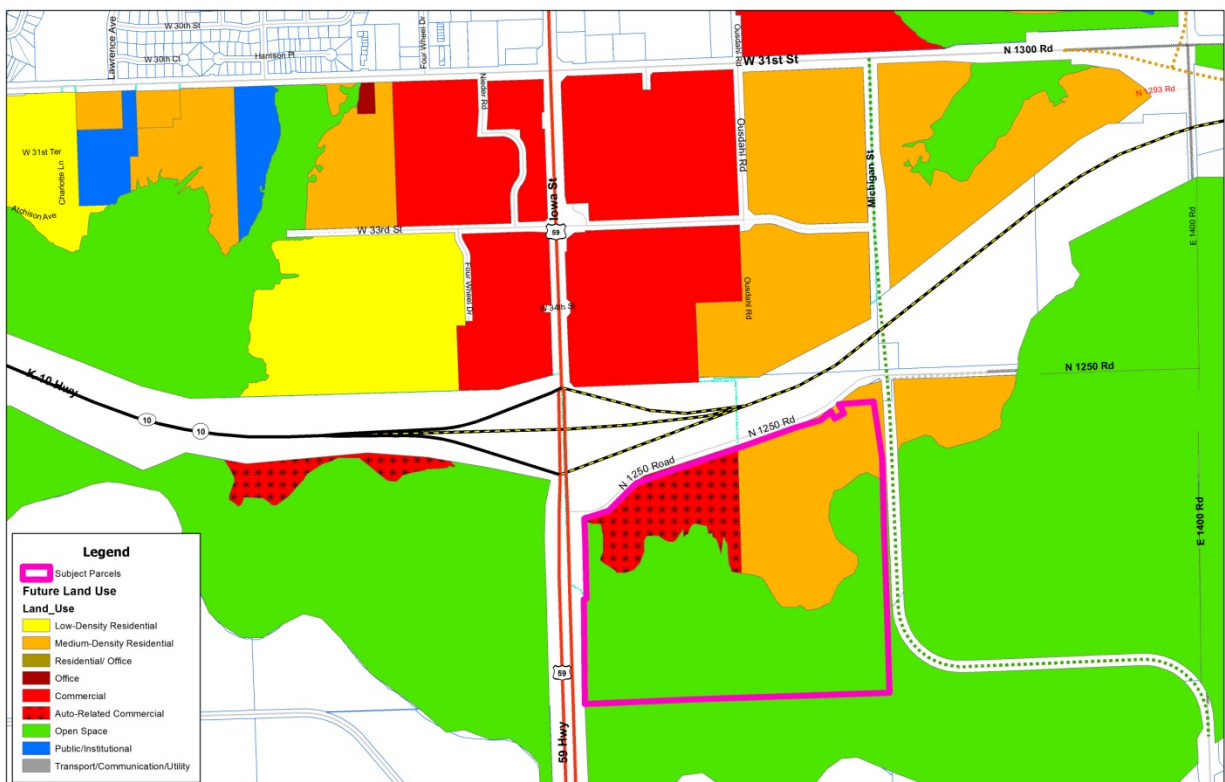 W 30th St
Lawrence Ave
Four Wheel Dr
Ousdahl Rd
N 1300 Rd
W 30th Ct
Harrison Pl
W 31st St
Nieder Rd
N 1293 Rd
W 31st Ter
Charlotte Ln
Ousdahl Rd
Michigan St
Iowa St
Atchison Ave
W 33rd St
59
E 1400 Rd
Four Wheel Dr
W 34th St
Ousdahl Rd
K-10 Hwy
N 1250 Rd
10
10
N 1250 Rd
N 1250 Road
E 1400 Rd
59
59 Hwy
Legend
Subject Parcels
Future Land Use
Land_Use
Low-Density Residential
Medium-Density Residential
Residential/ Office
Office
Commercial
Auto-Related Commercial
Open Space
Public/Institutional
Transport/Communication/Utility